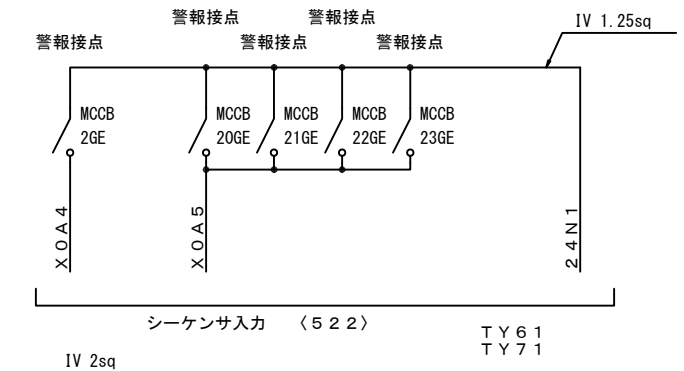 警報接点 警報接点
IV 1.25sq
警報接点 警報接点 警報接点
MCCB
2GE
MCCB
20GE
MCCB
21GE
MCCB
22GE
MCCB
23GE
X0A4
X0A5
24N1
シーケンサ入力 〈522〉
TY61
TY71
IV 2sq